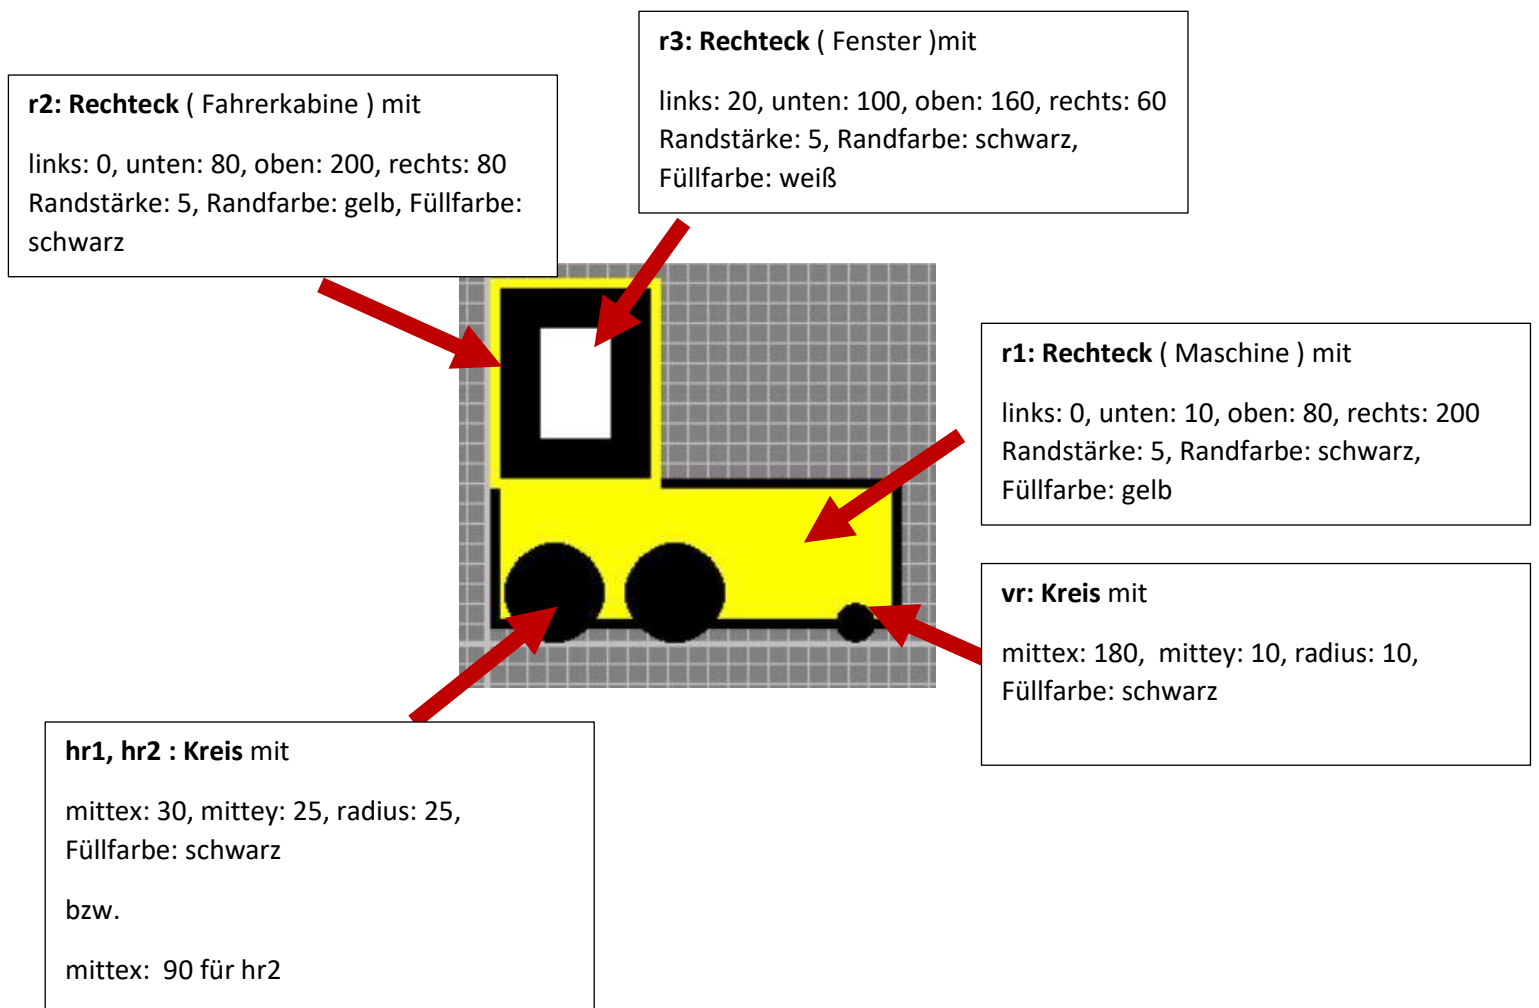 r3: Rechteck ( Fenster )mit
links: 20, unten: 100, oben: 160, rechts: 60
Randstärke: 5, Randfarbe: schwarz,
Füllfarbe: weiß
r2: Rechteck ( Fahrerkabine ) mit
links: 0, unten: 80, oben: 200, rechts: 80
Randstärke: 5, Randfarbe: gelb, Füllfarbe:
schwarz
r1: Rechteck ( Maschine ) mit
links: 0, unten: 10, oben: 80, rechts: 200
Randstärke: 5, Randfarbe: schwarz,
Füllfarbe: gelb
vr: Kreis mit
mittex: 180, mittey: 10, radius: 10,
Füllfarbe: schwarz
hr1, hr2 : Kreis mit
mittex: 30, mittey: 25, radius: 25,
Füllfarbe: schwarz
bzw.
mittex: 90 für hr2